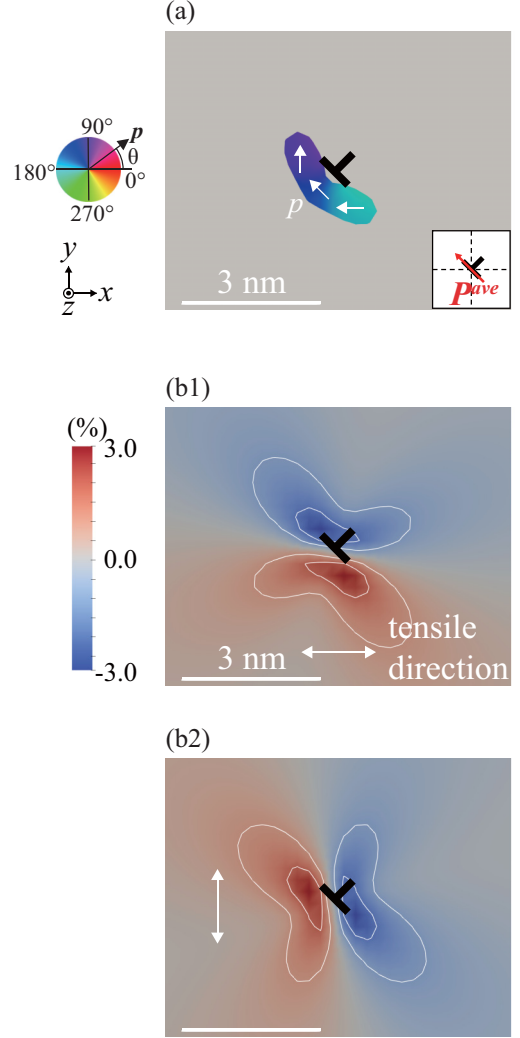 (a)
90°
p
θ
180°
0°
270°
p
y
3 nm
z
x
P^ave
(b1)
(%)
3.0
0.0
-3.0
3 nm
tensile
direction
(b2)